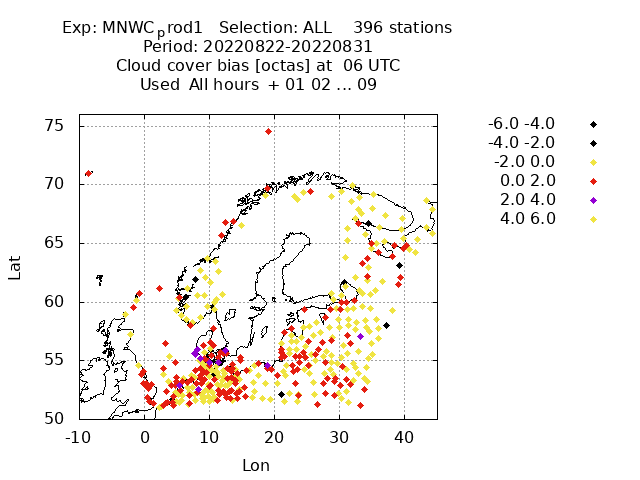 Exp: MNWCprod1 Selection: ALL 396 stations
Period: 20220822-20220831
Cloud cover bias [octas] at 06 UTC
Used All hours + 01 02 ... 09
-6.0 -4.0
-4.0 -2.0
-2.0 0.0
0.0 2.0
2.0 4.0
4.0 6.0
75
70
65
60
55
50
Lat
-10 0 10 20 30 40
Lon